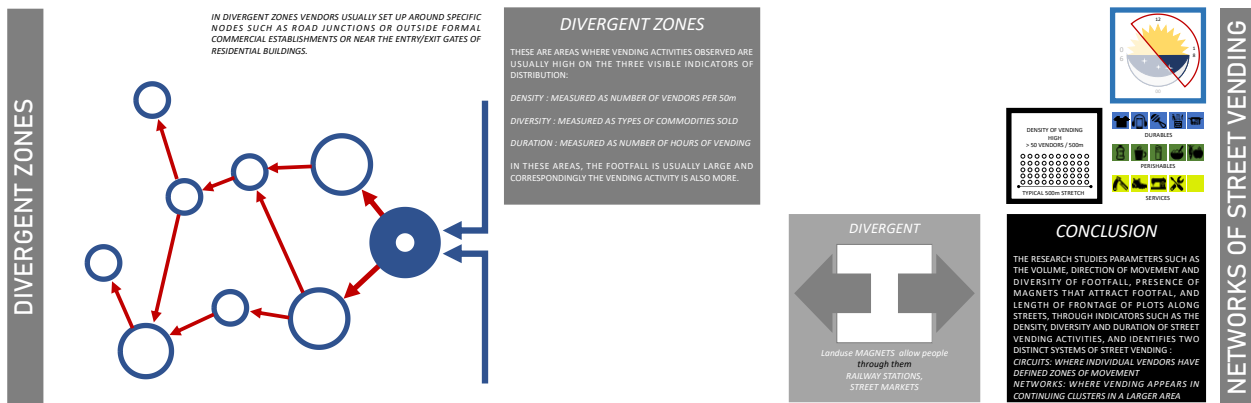 DIVERGENT ZONES
IN DIVERGENT ZONES VENDORS USUALLY SET UP AROUND SPECIFIC
NODES SUCH AS ROAD JUNCTIONS OR OUTSIDE FORMAL
COMMERCIAL ESTABLISHMENTS OR NEAR THE ENTRY/EXIT GATES OF
RESIDENTIAL BUILDINGS.
DIVERGENT ZONES
THESE ARE AREAS WHERE VENDING ACTIVITIES OBSERVED ARE
USUALLY HIGH ON THE THREE VISIBLE INDICATORS OF
DISTRIBUTION:
DENSITY : MEASURED AS NUMBER OF VENDORS PER 50m
DIVERSITY : MEASURED AS TYPES OF COMMODITIES SOLD
DURATION : MEASURED AS NUMBER OF HOURS OF VENDING
IN THESE AREAS, THE FOOTFALL IS USUALLY LARGE AND
CORRESPONDINGLY THE VENDING ACTIVITY IS ALSO MORE.
DIVERGENT
Landuse MAGNETS allow people
through them
RAILWAY STATIONS,
STREET MARKETS
DENSITY OF VENDING
HIGH
> 50 VENDORS / 500m
TYPICAL 500m STRETCH
12
DURABLES
PERISHABLES
SERVICES
CONCLUSION
THE RESEARCH STUDIES PARAMETERS SUCH AS
THE VOLUME, DIRECTION OF MOVEMENT AND
DIVERSITY OF FOOTFALL, PRESENCE OF
MAGNETS THAT ATTRACT FOOTFAL, AND
LENGTH OF FRONTAGE OF PLOTS ALONG
STREETS, THROUGH INDICATORS SUCH AS THE
DENSITY, DIVERSITY AND DURATION OF STREET
VENDING ACTIVITIES, AND IDENTIFIES TWO
DISTINCT SYSTEMS OF STREET VENDING :
CIRCUITS: WHERE INDIVIDUAL VENDORS HAVE
DEFINED ZONES OF MOVEMENT
NETWORKS: WHERE VENDING APPEARS IN
CONTINUING CLUSTERS IN A LARGER AREA
NETWORKS OF STREET VENDING